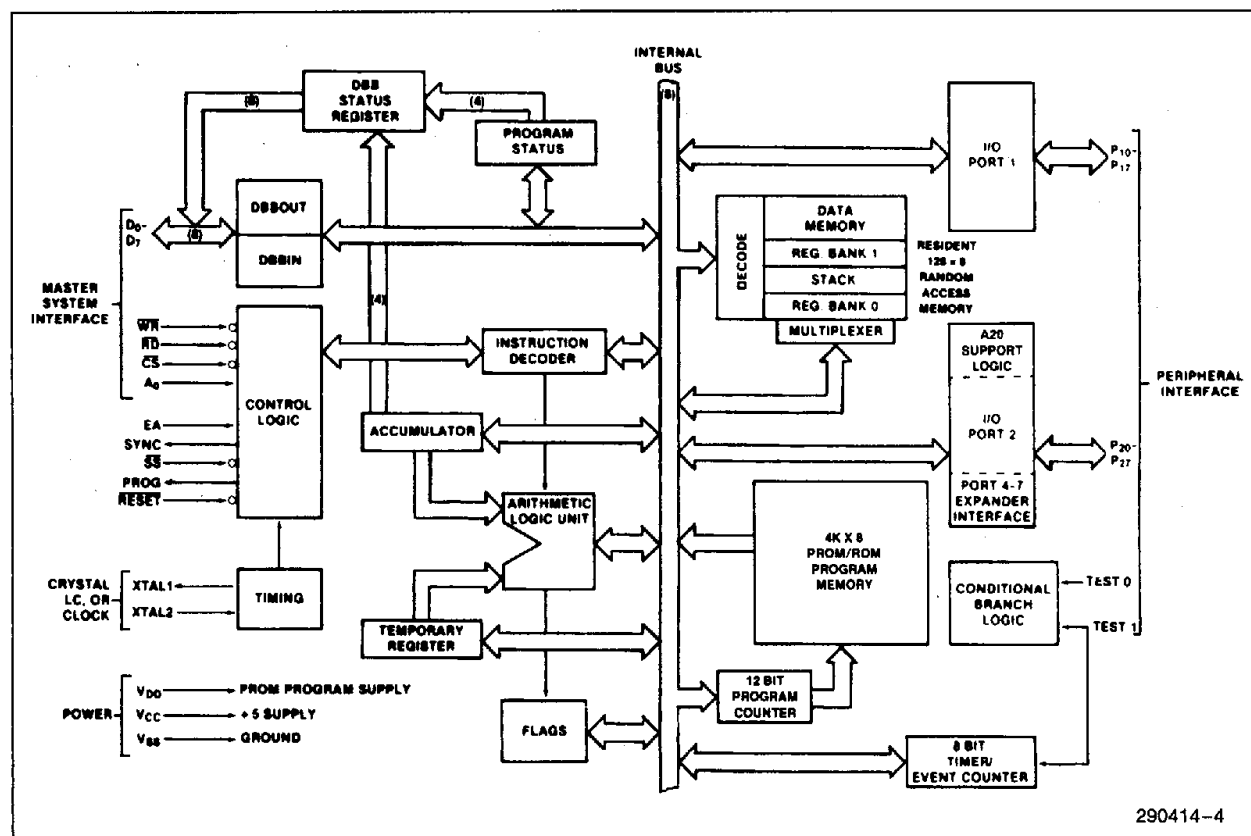 INTERNAL
BUS
(8)
DBB
STATUS
REGISTER
(8)
(4)
PROGRAM
STATUS
DBBOUT
DBBIN
D0-
D7
(8)
MASTER
SYSTEM
INTERFACE
WR
RD
CS
A0
EA
SYNC
SS
PROG
RESET
CONTROL
LOGIC
(4)
INSTRUCTION
DECODER
ACCUMULATOR
ARITHMETIC
LOGIC UNIT
CRYSTAL
LC, OR
CLOCK
XTAL1
XTAL2
TIMING
TEMPORARY
REGISTER
POWER
VDD
PROM PROGRAM SUPPLY
VCC
+ 5 SUPPLY
VSS
GROUND
FLAGS
I/O
PORT 1
P10-
P17
DECODE
DATA
MEMORY
REG. BANK 1
STACK
REG. BANK 0
MULTIPLEXER
RESIDENT
128 × 8
RANDOM
ACCESS
MEMORY
A20
SUPPORT
LOGIC
I/O
PORT 2
PORT 4-7
EXPANDER
INTERFACE
P20-
P27
PERIPHERAL
INTERFACE
4K X 8
PROM/ROM
PROGRAM
MEMORY
CONDITIONAL
BRANCH
LOGIC
TEST 0
TEST 1
12 BIT
PROGRAM
COUNTER
8 BIT
TIMER/
EVENT COUNTER
290414-4